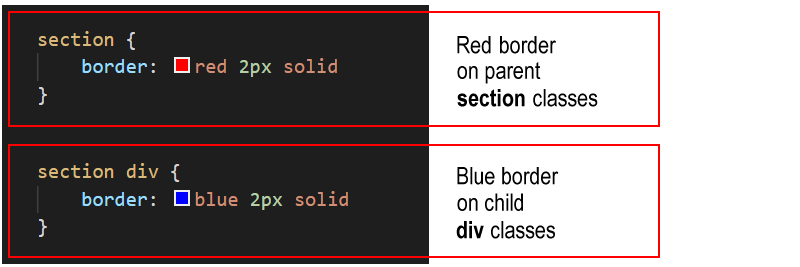 section {
border: red 2px solid
}
Red border
on parent
section classes
section div {
border: blue 2px solid
}
Blue border
on child
div classes